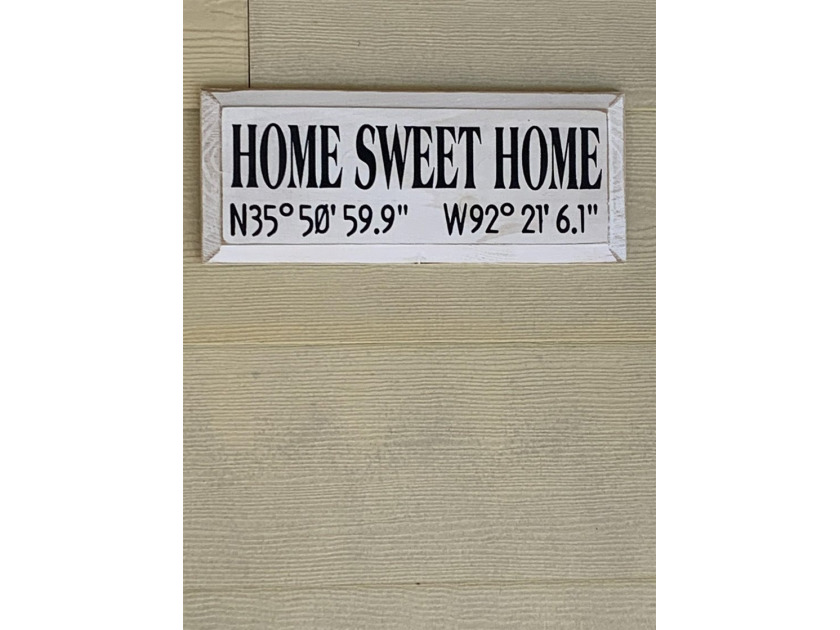 HOME SWEET HOME
N35° 50' 59.9" W92° 21' 6.1"